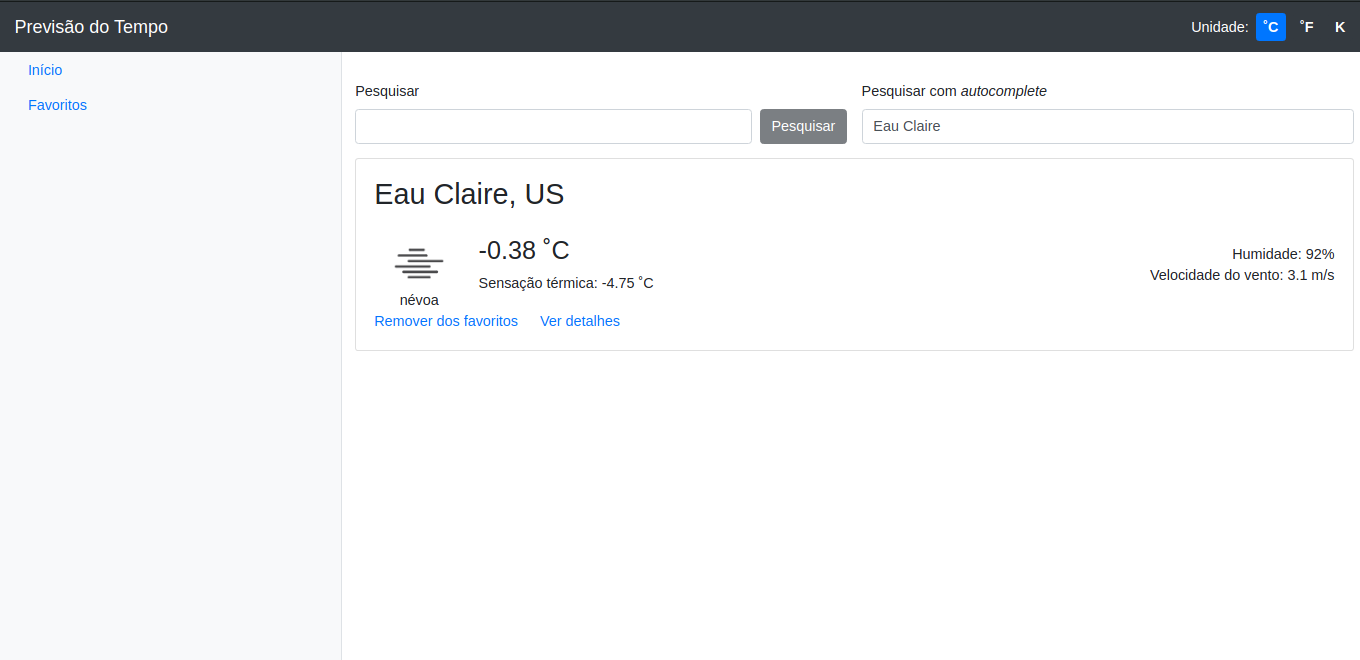 Previsão do Tempo
Unidade: ˚C ˚F K
Início
Favoritos
Pesquisar
Pesquisar
Pesquisar com autocomplete
Eau Claire
Eau Claire, US
névoa
-0.38 ˚C
Sensação térmica: -4.75 ˚C
Humidade: 92%
Velocidade do vento: 3.1 m/s
Remover dos favoritos Ver detalhes